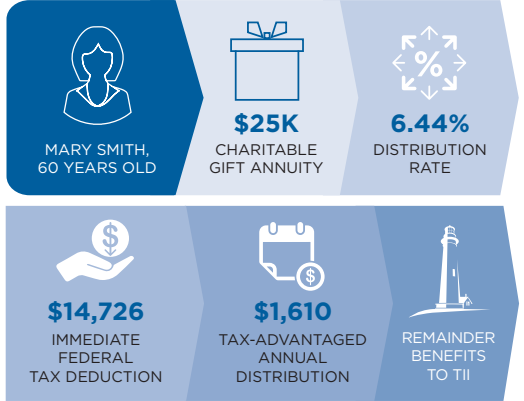 MARY SMITH,
60 YEARS OLD
$25K
CHARITABLE
GIFT ANNUITY
%
6.44%
DISTRIBUTION
RATE
$
$14,726
IMMEDIATE
FEDERAL
TAX DEDUCTION
$
$1,610
TAX-ADVANTAGED
ANNUAL
DISTRIBUTION
REMAINDER
BENEFITS
TO TII